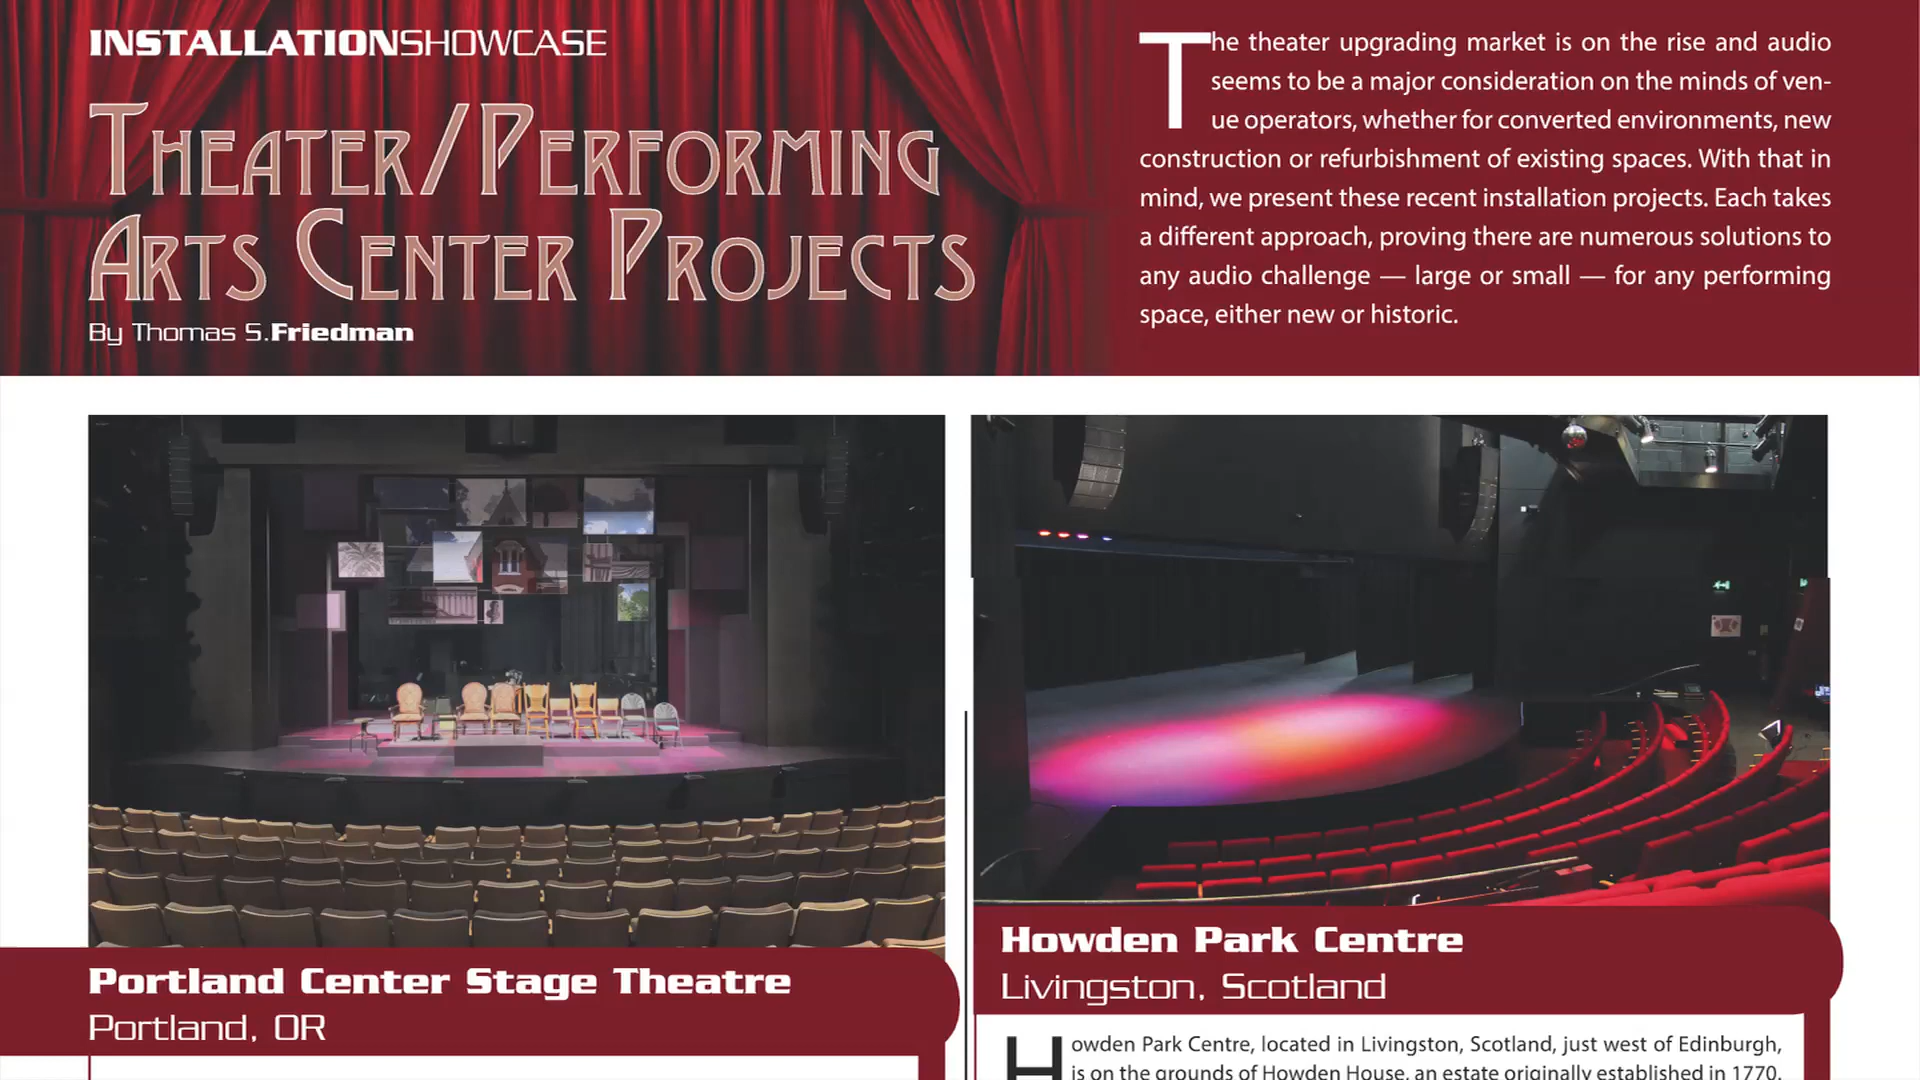 INSTALLATIONSHOWCASE
THEATER/PERFORMING
ARTS CENTER PROJECTS
By Thomas S.Friedman
The theater upgrading market is on the rise and audio
seems to be a major consideration on the minds of ven-
ue operators, whether for converted environments, new
construction or refurbishment of existing spaces. With that in
mind, we present these recent installation projects. Each takes
a different approach, proving there are numerous solutions to
any audio challenge — large or small — for any performing
space, either new or historic.
Portland Center Stage Theatre
Portland, OR
Howden Park Centre
Livingston, Scotland
Howden Park Centre, located in Livingston, Scotland, just west of Edinburgh,
is on the grounds of Howden House, an estate originally established in 1770.